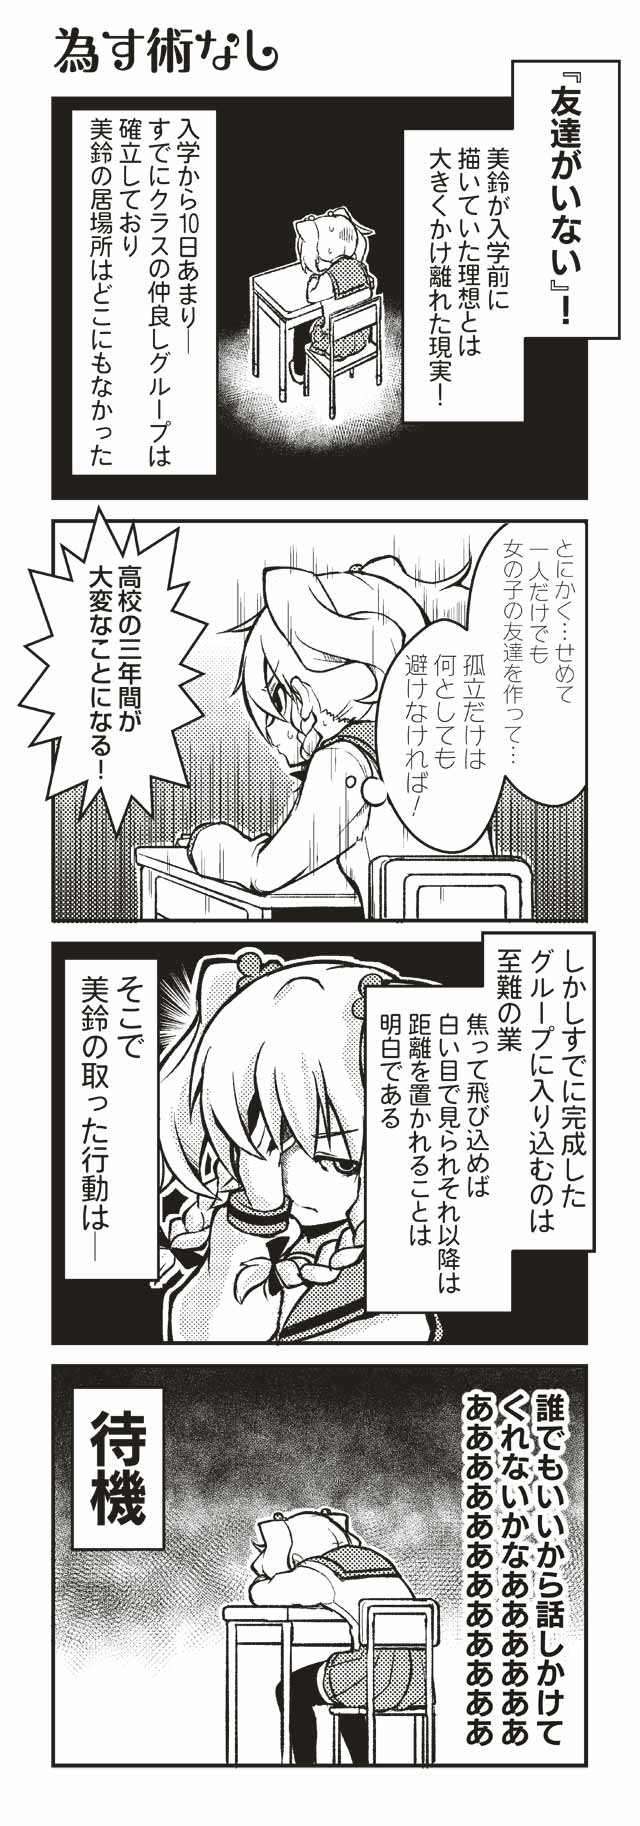 為す術なし
『友達がいない』！
美鈴が入学前に
描いていた理想とは
大きくかけ離れた現実！
入学から10日あまり―
すでにクラスの仲良しグループは
確立しており
美鈴の居場所はどこにもなかった
とにかく…せめて
一人だけでも
女の子の友達を作って…
孤立だけは
何としても
避けなければ！
高校の三年間が
大変なことになる！
しかしすでに完成した
グループに入り込むのは
至難の業
焦って飛び込めば
白い目で見られそれ以降は
距離を置かれることは
明白である
そこで
美鈴の取った行動は―
誰でもいいから話しかけて
くれないかなあああああああ
ああああああああああああ
待機